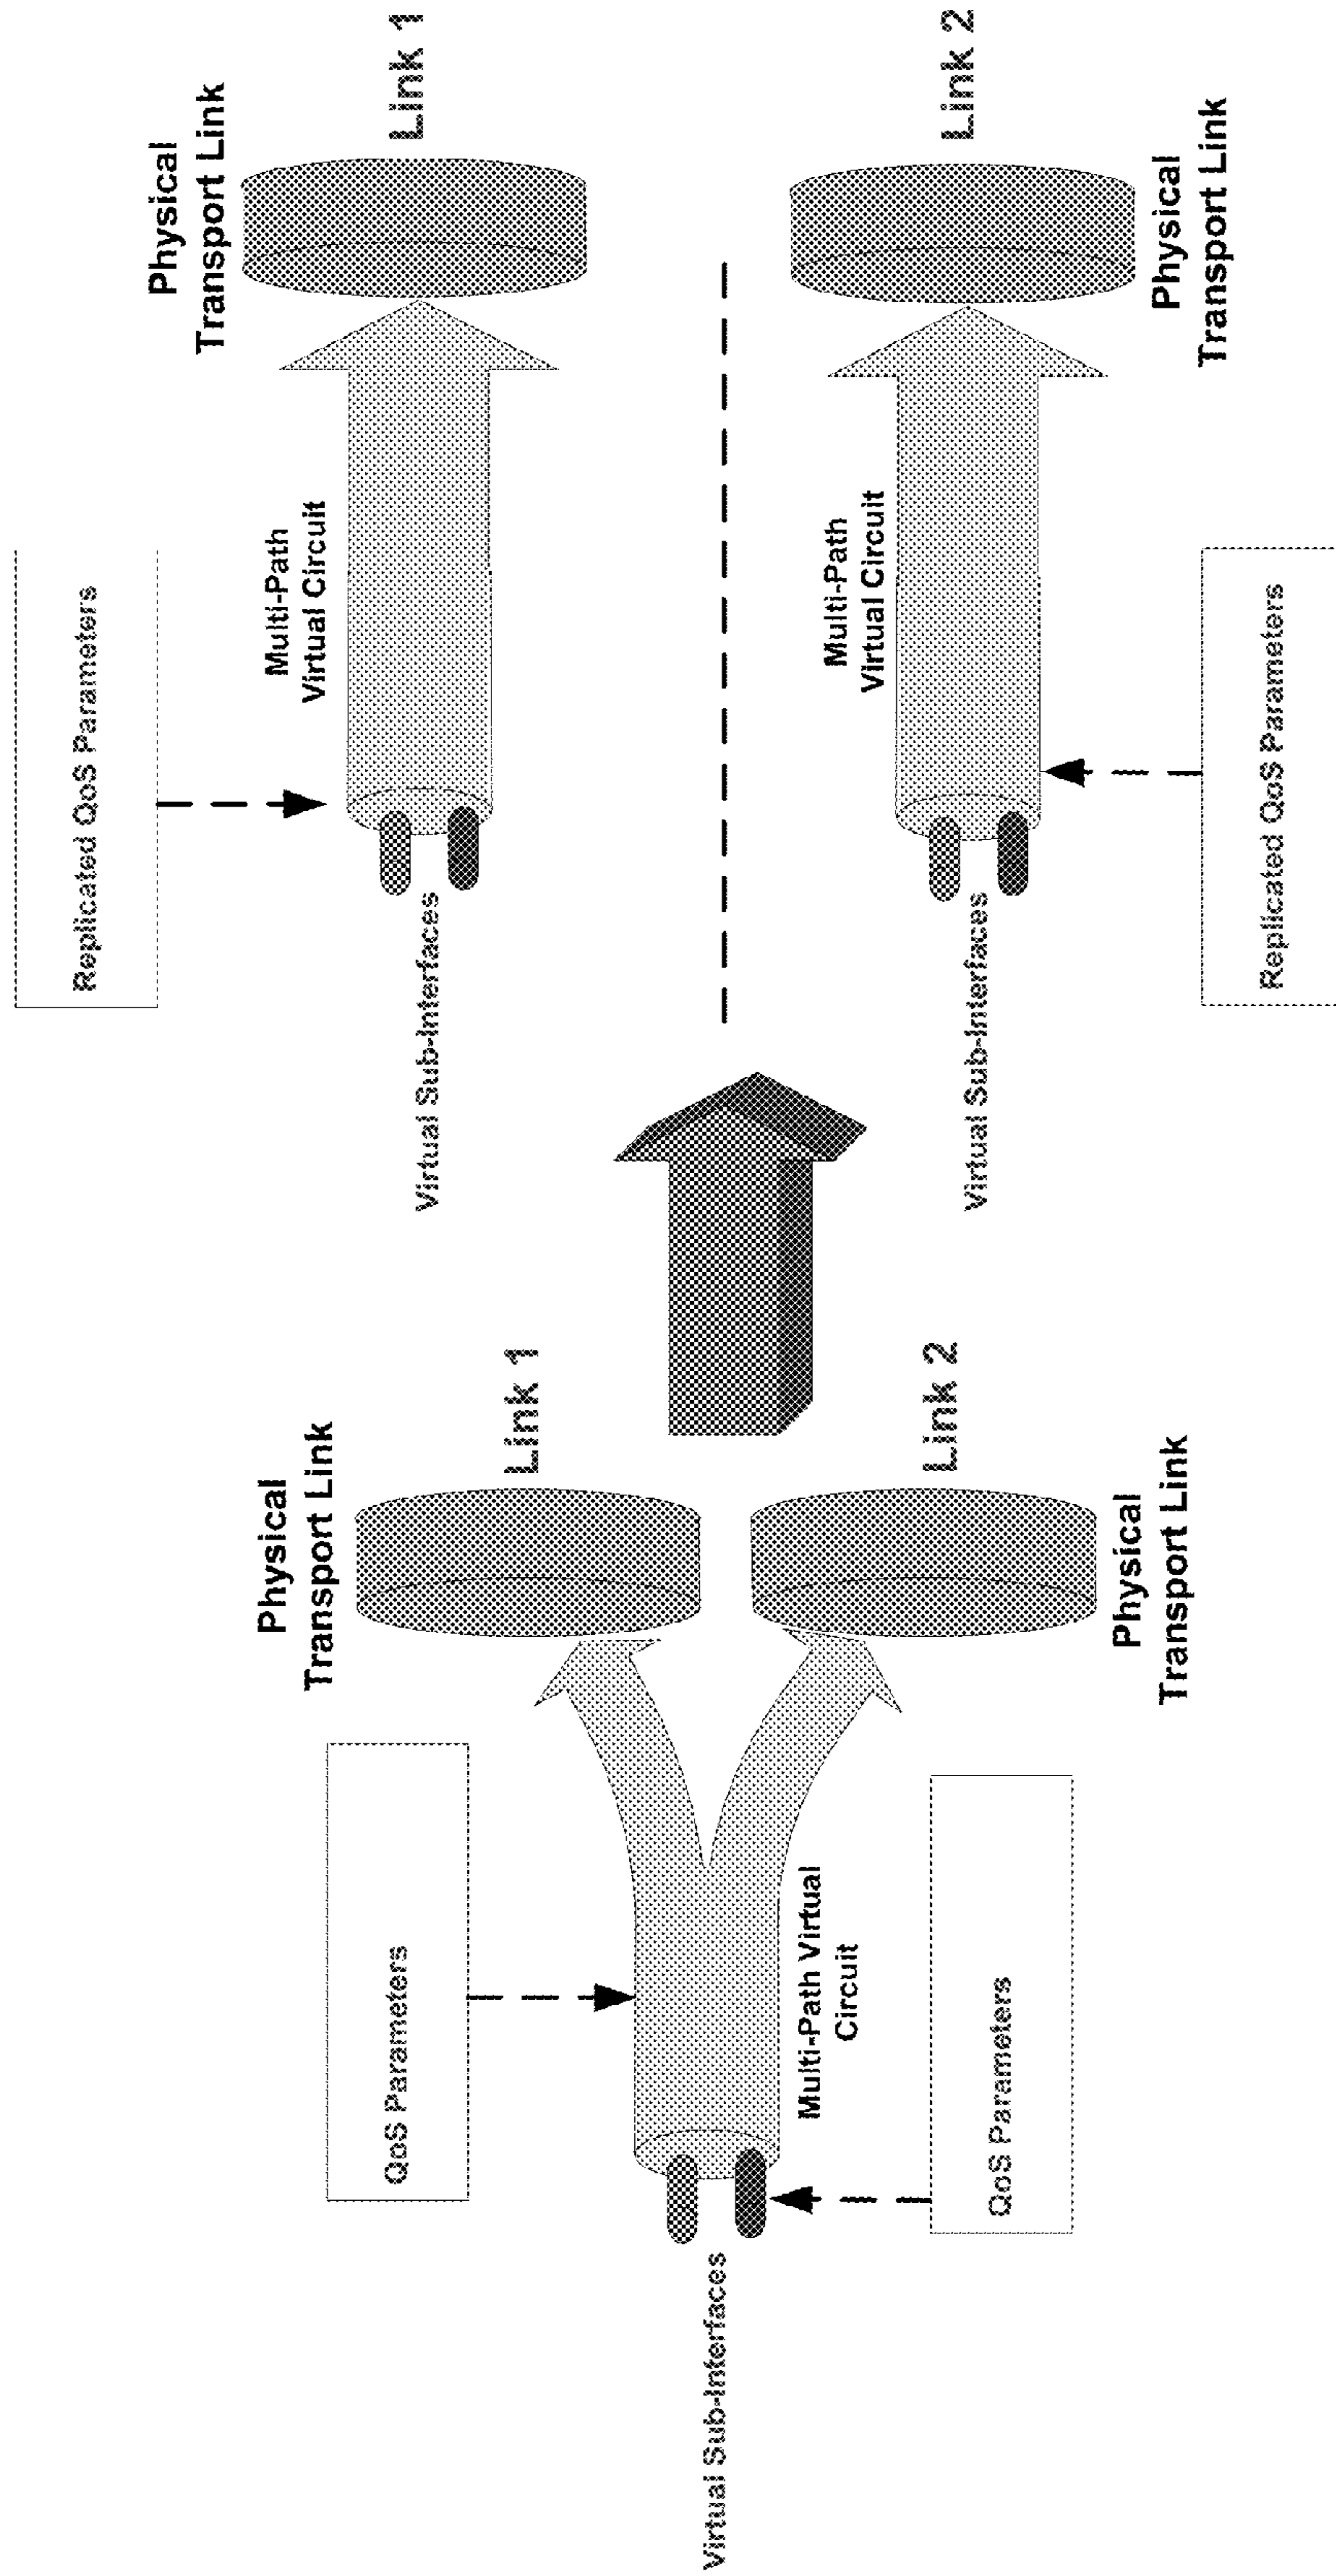 Virtual Sub-Interfaces
QoS Parameters
Multi-Path Virtual
Circuit
QoS Parameters
Physical
Transport Link
Link 1
Link 2
Physical
Transport Link
Replicated QoS Parameters
Virtual Sub-Interfaces
Multi-Path
Virtual Circuit
Physical
Transport Link
Link 1
Virtual Sub-Interfaces
Multi-Path
Virtual Circuit
Link 2
Physical
Transport Link
Replicated QoS Parameters